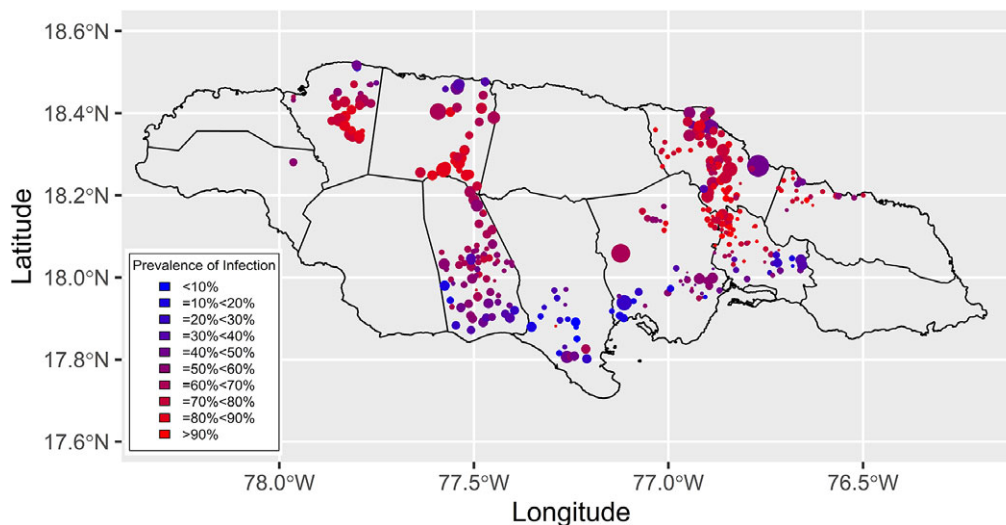 18.6°N
18.4°N
18.2°N
18.0°N
17.8°N
17.6°N
Latitude
Prevalence of Infection
<10%
=10%<20%
=20%<30%
=30%<40%
=40%<50%
=50%<60%
=60%<70%
=70%<80%
=80%<90%
>90%
78.0°W
77.5°W
77.0°W
76.5°W
Longitude